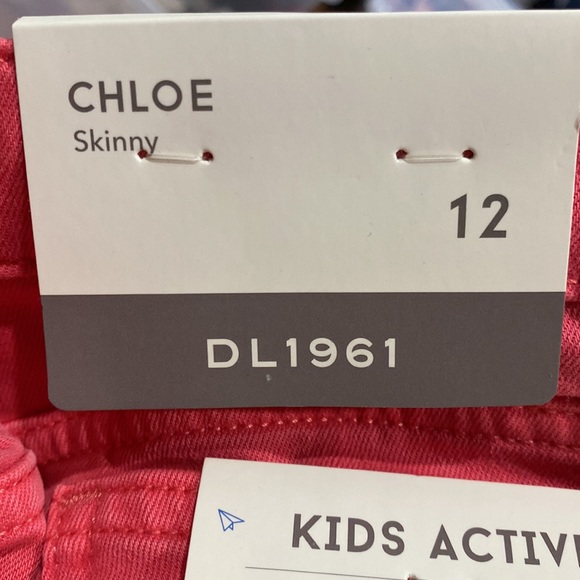 CHLOE
Skinny
12
DL1961
KIDS ACTIV